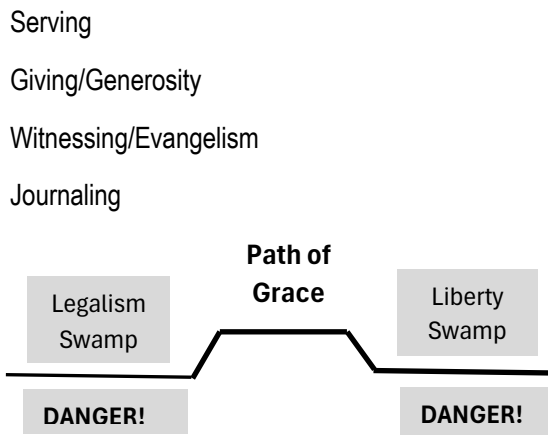 Serving
Giving/Generosity
Witnessing/Evangelism
Journaling
Path of
Grace
Legalism
Swamp
Liberty
Swamp
DANGER!
DANGER!